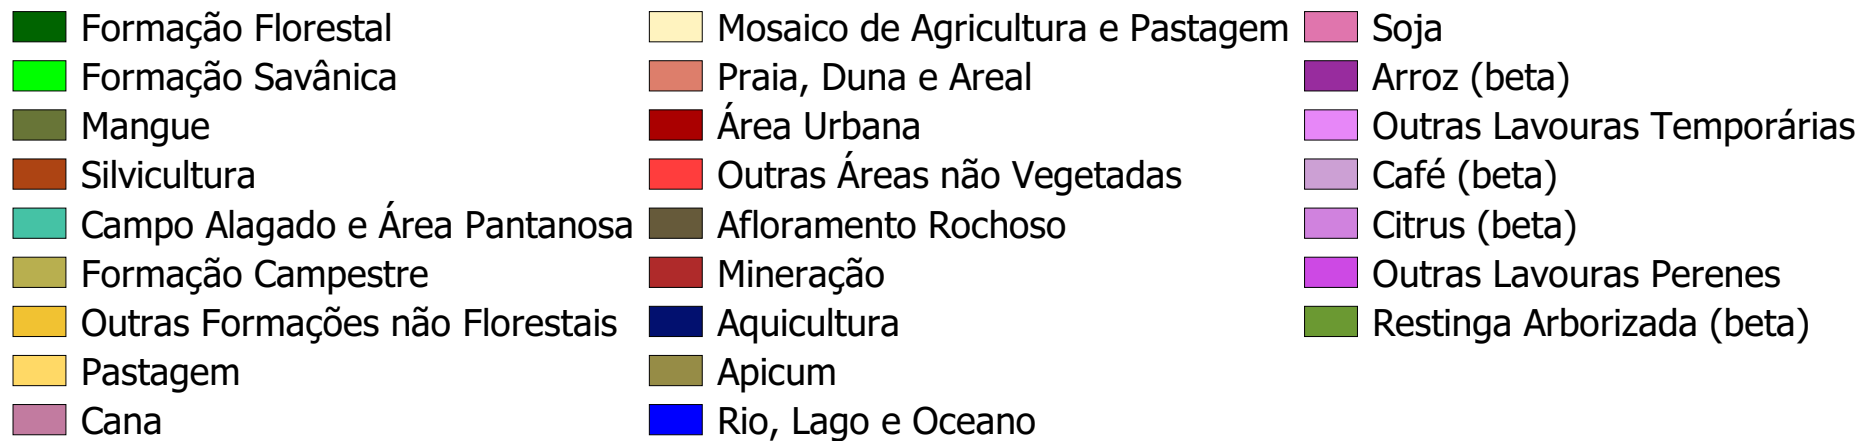 Formação Florestal
Formação Savânica
Mangue
Silvicultura
Campo Alagado e Área Pantanosa
Formação Campestre
Outras Formações não Florestais
Pastagem
Cana
Mosaico de Agricultura e Pastagem
Praia, Duna e Areal
Área Urbana
Outras Áreas não Vegetadas
Afloramento Rochoso
Mineração
Aquicultura
Apicum
Rio, Lago e Oceano
Soja
Arroz (beta)
Outras Lavouras Temporárias
Café (beta)
Citrus (beta)
Outras Lavouras Perenes
Restinga Arborizada (beta)